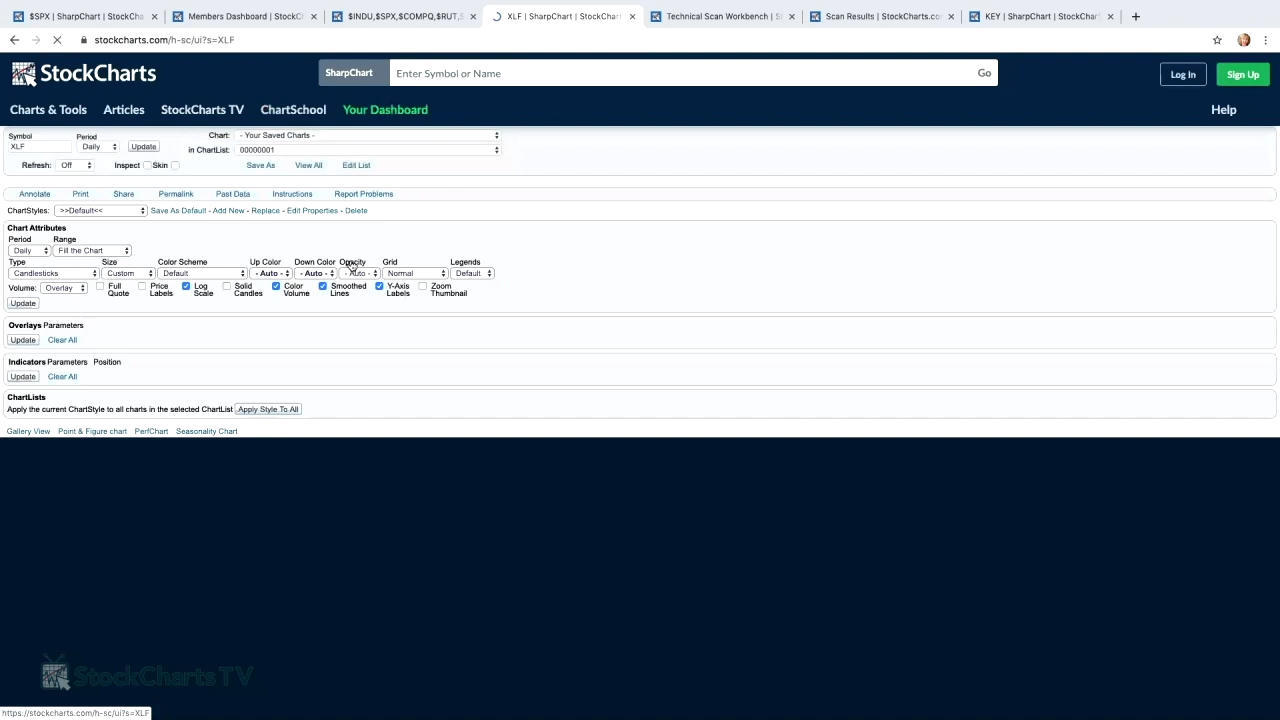 $SPX | SharpChart | StockCha
Members Dashboard | StockC
$INDU,$SPX,$COMPQ,$RUT,$
XLF | SharpChart | StockChart
Technical Scan Workbench | S
Scan Results | StockCharts.co
KEY | SharpChart | StockChart
stockcharts.com/h-sc/ui?s=XLF
StockCharts
SharpChart
Enter Symbol or Name
Go
Log In
Sign Up
Charts & Tools
Articles
StockCharts TV
ChartSchool
Your Dashboard
Help
Symbol
Period
Chart:
- Your Saved Charts -
XLF
Daily
Update
in ChartList:
00000001
Refresh:
Off
Inspect
Skin
Save As
View All
Edit List
Annotate
Print
Share
Permalink
Past Data
Instructions
Report Problems
ChartStyles:
>>Default<<
Save As Default - Add New - Replace - Edit Properties - Delete
Chart Attributes
Period
Range
Daily
Fill the Chart
Type
Size
Color Scheme
Up Color
Down Color
Opacity
Grid
Legends
Candlesticks
Custom
Default
- Auto -
- Auto -
- Auto -
Normal
Default
Volume:
Overlay
Full Quote
Price Labels
Log Scale
Solid Candles
Color Volume
Smoothed Lines
Y-Axis Labels
Zoom Thumbnail
Update
Overlays Parameters
Update
Clear All
Indicators Parameters Position
Update
Clear All
ChartLists
Apply the current ChartStyle to all charts in the selected ChartList
Apply Style To All
Gallery View
Point & Figure chart
PerfChart
Seasonality Chart
StockCharts TV
https://stockcharts.com/h-sc/ui?s=XLF